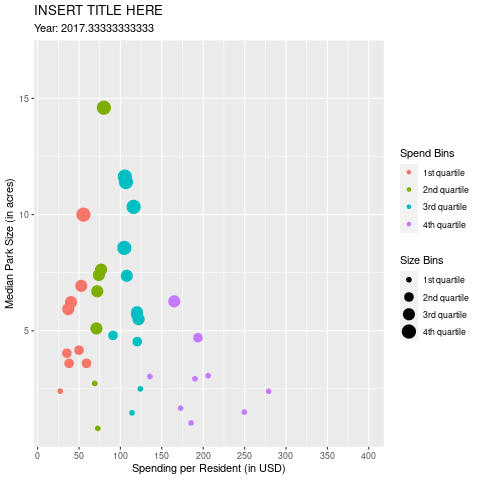 INSERT TITLE HERE
Year: 2017.33333333333
15
10
5
0
50
100
150
200
250
300
350
400
Spending per Resident (in USD)
Median Park Size (in acres)
Spend Bins
1st quartile
2nd quartile
3rd quartile
4th quartile
Size Bins
1st quartile
2nd quartile
3rd quartile
4th quartile